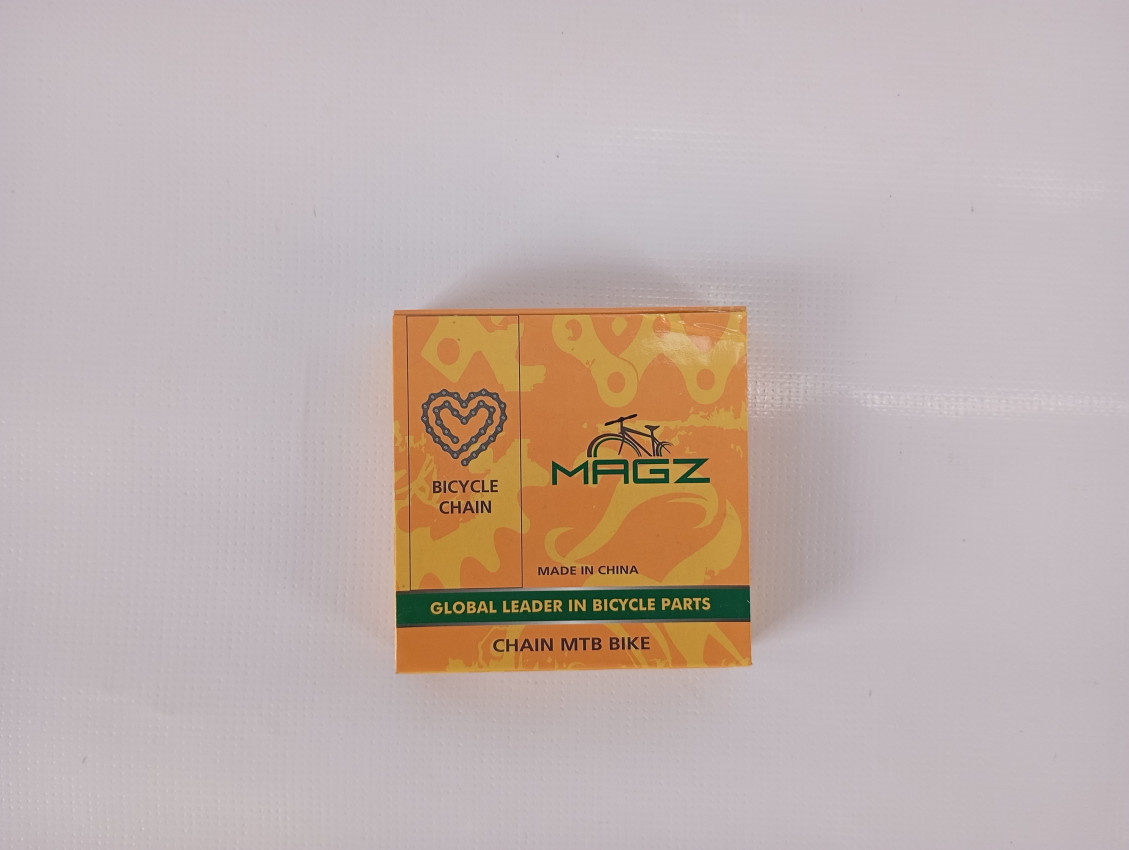 BICYCLE
CHAIN
MAGZ
MADE IN CHINA
GLOBAL LEADER IN BICYCLE PARTS
CHAIN MTB BIKE